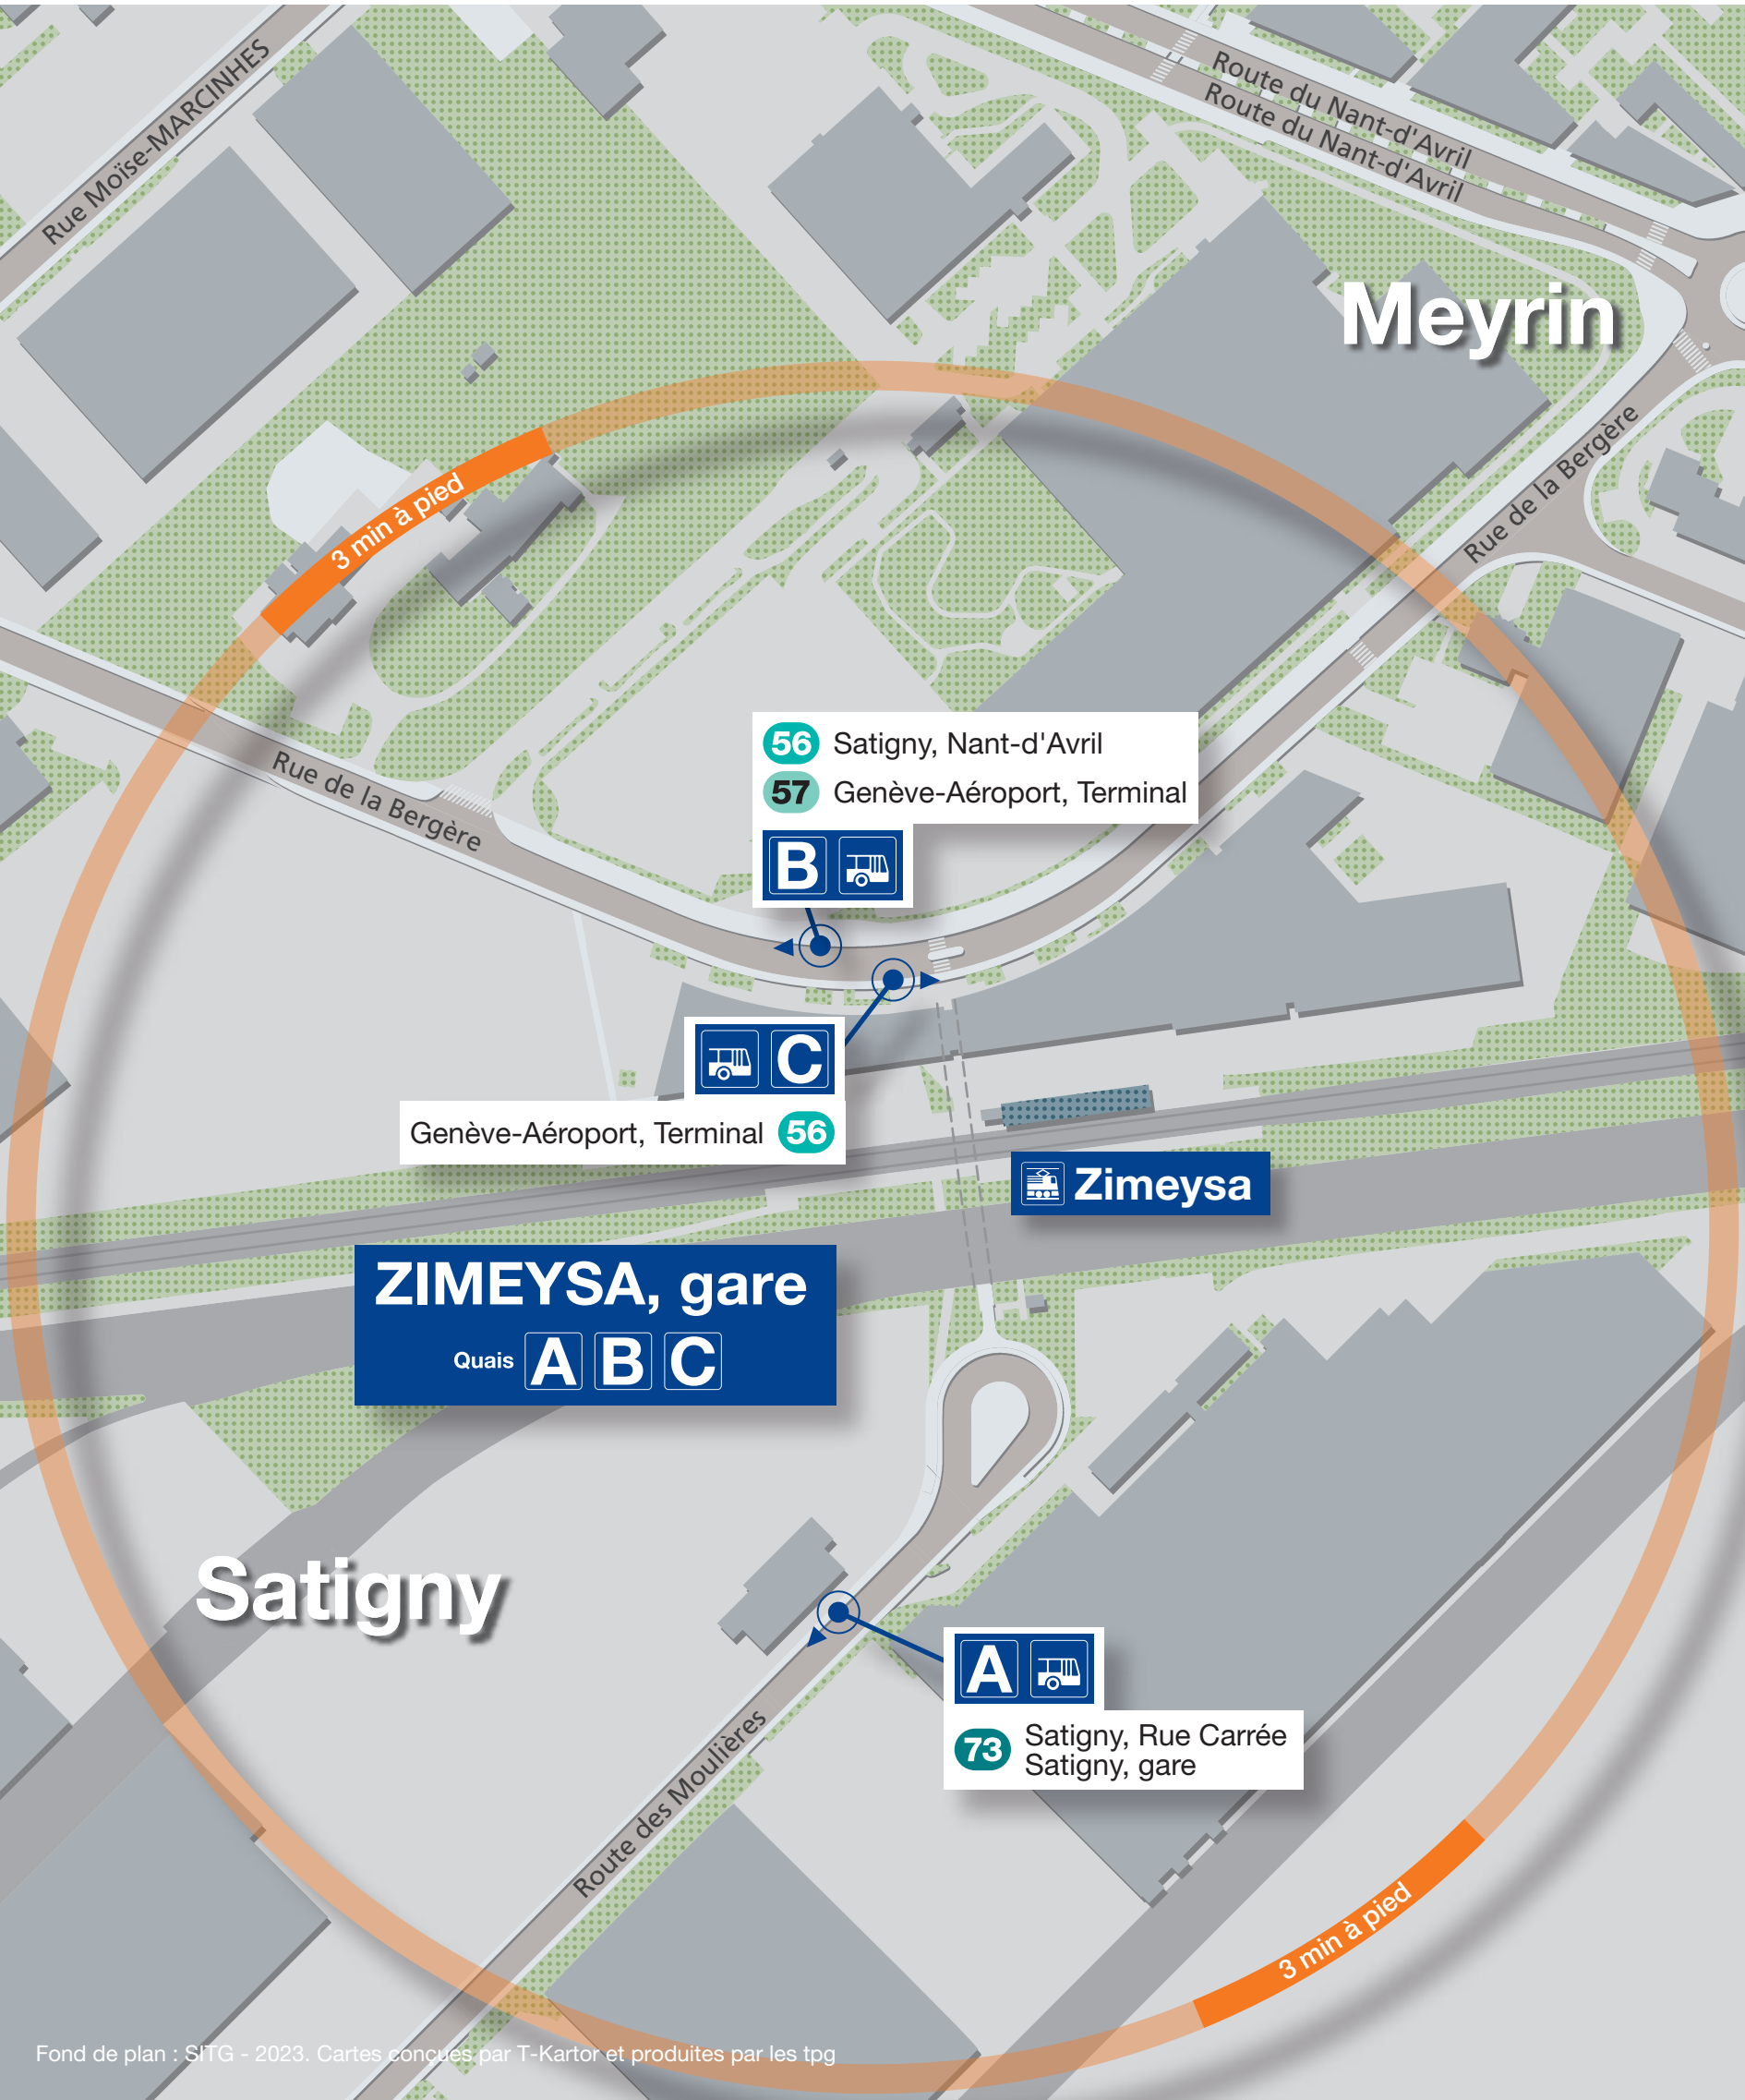 Rue Moïse-MARCINHES
Route du Nant-d'Avril
Route du Nant-d'Avril
Meyrin
Rue de la Bergère
3 min à pied
Rue de la Bergère
56 Satigny, Nant-d'Avril
57 Genève-Aéroport, Terminal
B
C
Genève-Aéroport, Terminal 56
Zimeysa
ZIMEYSA, gare
Quais A B C
Satigny
A
73 Satigny, Rue Carrée
Satigny, gare
Route des Moulières
3 min à pied
Fond de plan : SITG - 2023. Cartes conçues par T-Kartor et produites par les tpg